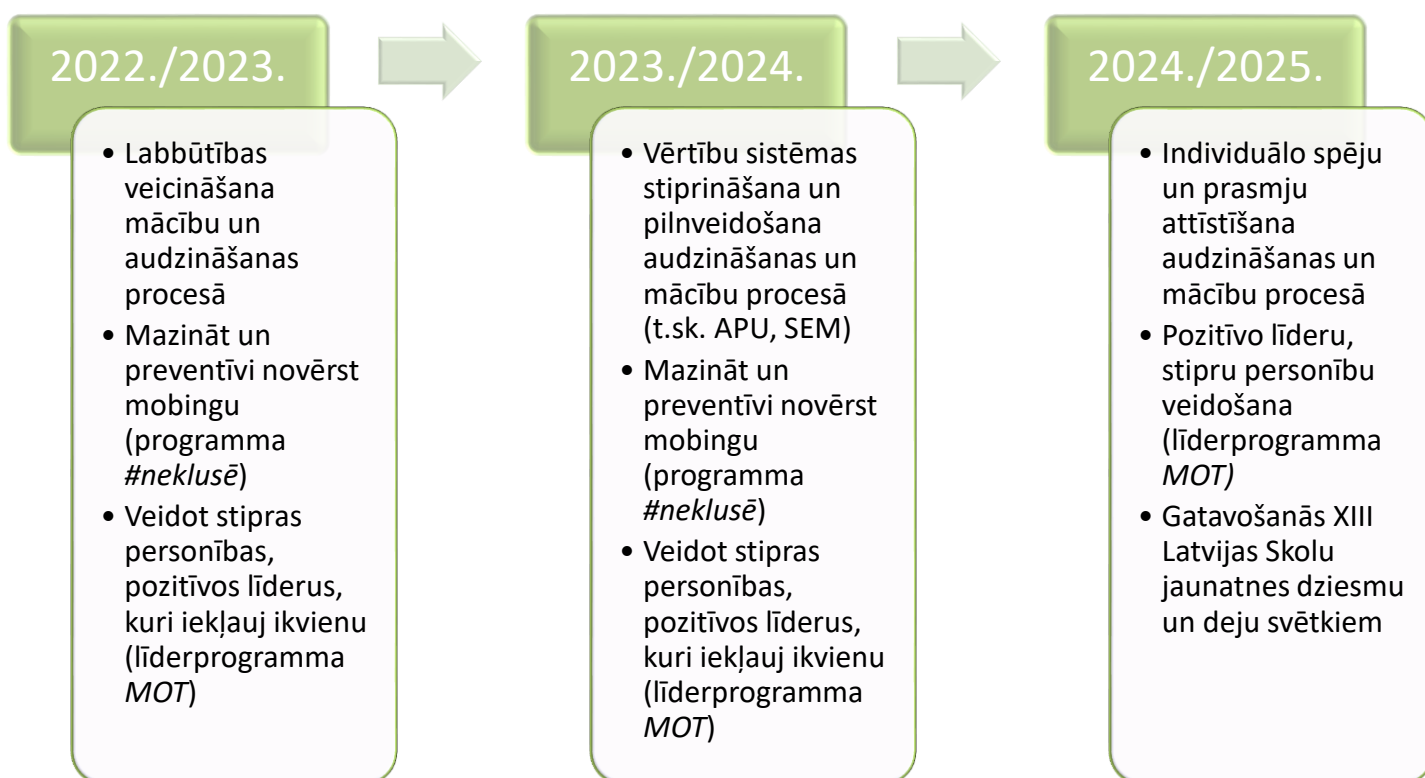 2022./2023.
• Labbūtības
veicināšana
mācību un
audzināšanas
procesā
• Mazināt un
preventīvi novērst
mobingu
(programma
#neklusē)
• Veidot stipras
personības,
pozitīvos līderus,
kuri iekļauj ikvienu
(līderprogramma
MOT)
2023./2024.
• Vērtību sistēmas
stiprināšana un
pilnveidošana
audzināšanas un
mācību procesā
(t.sk. APU, SEM)
• Mazināt un
preventīvi novērst
mobingu
(programma
#neklusē)
• Veidot stipras
personības,
pozitīvos līderus,
kuri iekļauj ikvienu
(līderprogramma
MOT)
2024./2025.
• Individuālo spēju
un prasmju
attīstīšana
audzināšanas un
mācību procesā
• Pozitīvo līderu,
stipru personību
veidošana
(līderprogramma
MOT)
• Gatavošanās XIII
Latvijas Skolu
jaunatnes dziesmu
un deju svētkiem